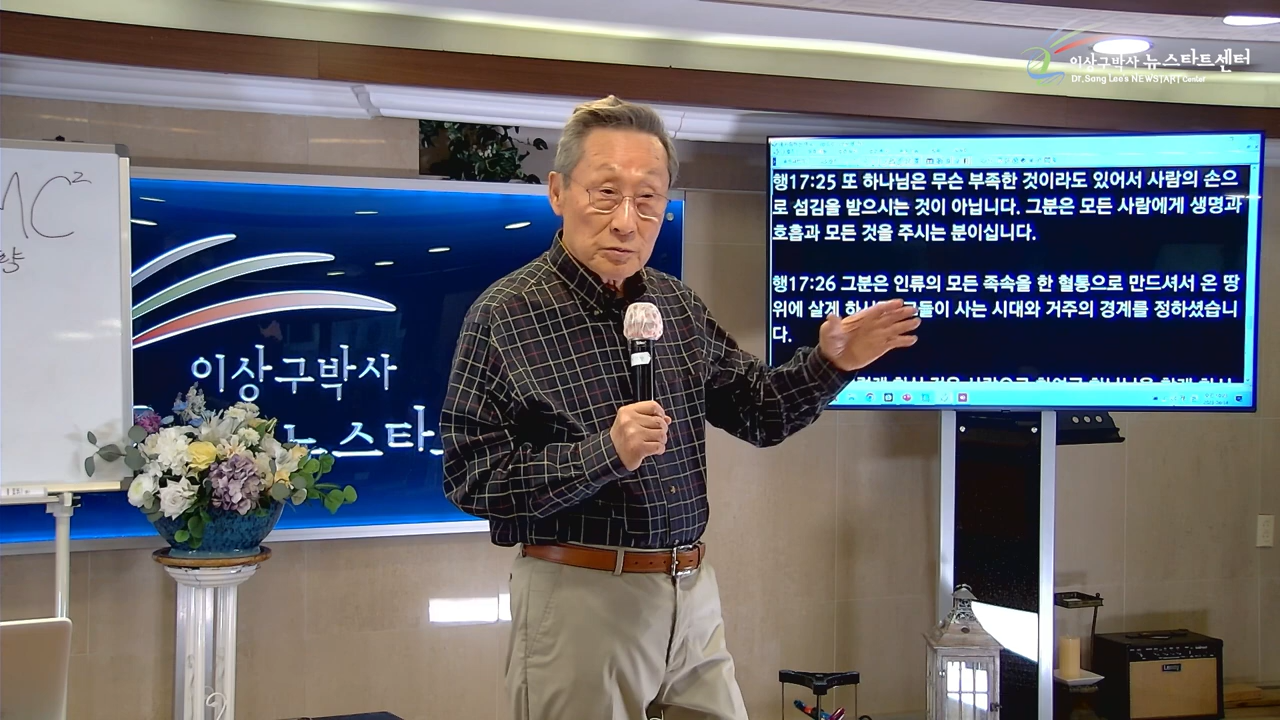 이상구박사 뉴스타트센터
Dr.Sang Lee's NEWSTART Center
MC²
량
이상구박사
뉴스타트
행17:25 또 하나님은 무슨 부족한 것이라도 있어서 사람의 손으
로 섬김을 받으시는 것이 아닙니다. 그분은 모든 사람에게 생명과
호흡과 모든 것을 주시는 분이십니다.
행17:26 그분은 인류의 모든 족속을 한 혈통으로 만드셔서 온 땅
위에 살게 하시 그들이 사는 시대와 거주의 경계를 정하셨습니
다.
Laney